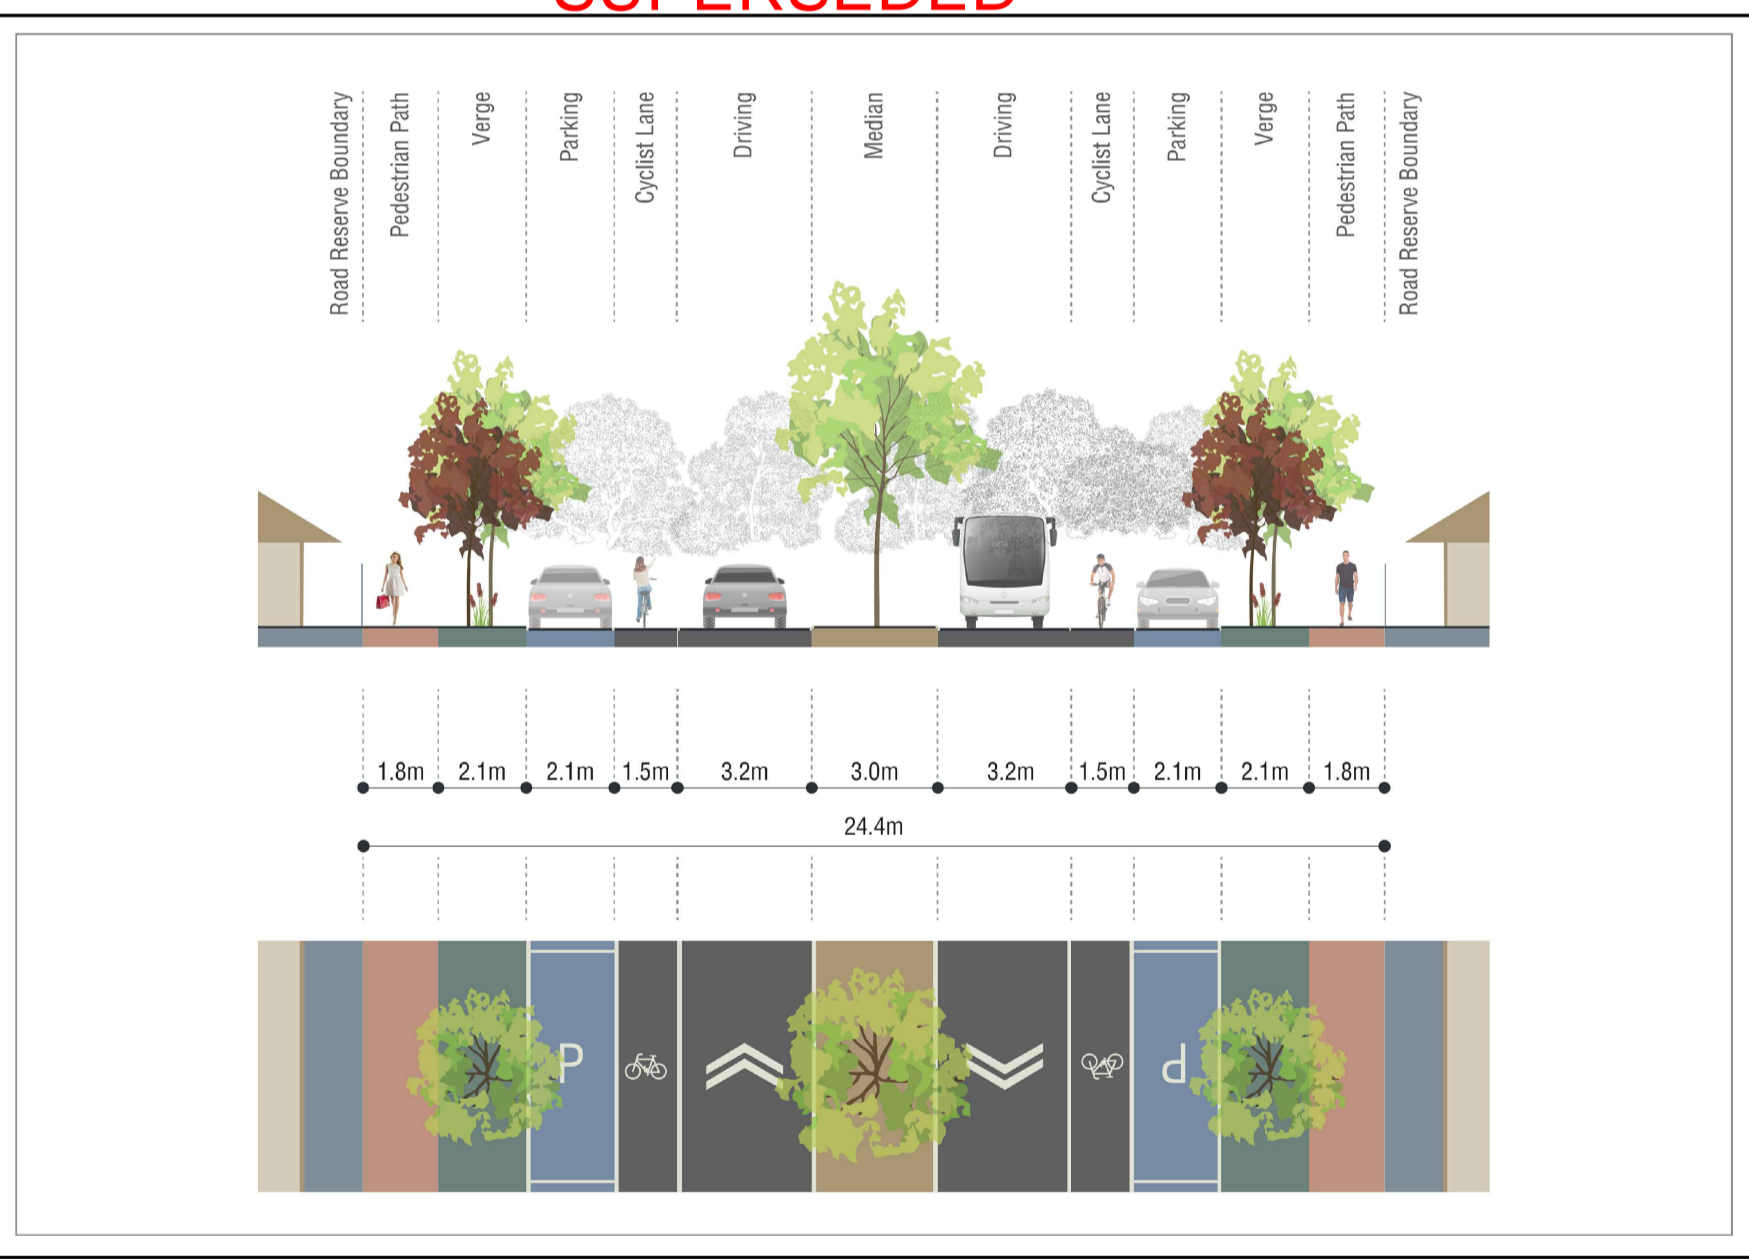 SUPERSEDED
Road Reserve Boundary
Pedestrian Path
Verge
Parking
Cyclist Lane
Driving
Median
Driving
Cyclist Lane
Parking
Verge
Pedestrian Path
Road Reserve Boundary
1.8m 2.1m 2.1m 1.5m 3.2m 3.0m 3.2m 1.5m 2.1m 2.1m 1.8m
24.4m
P
P